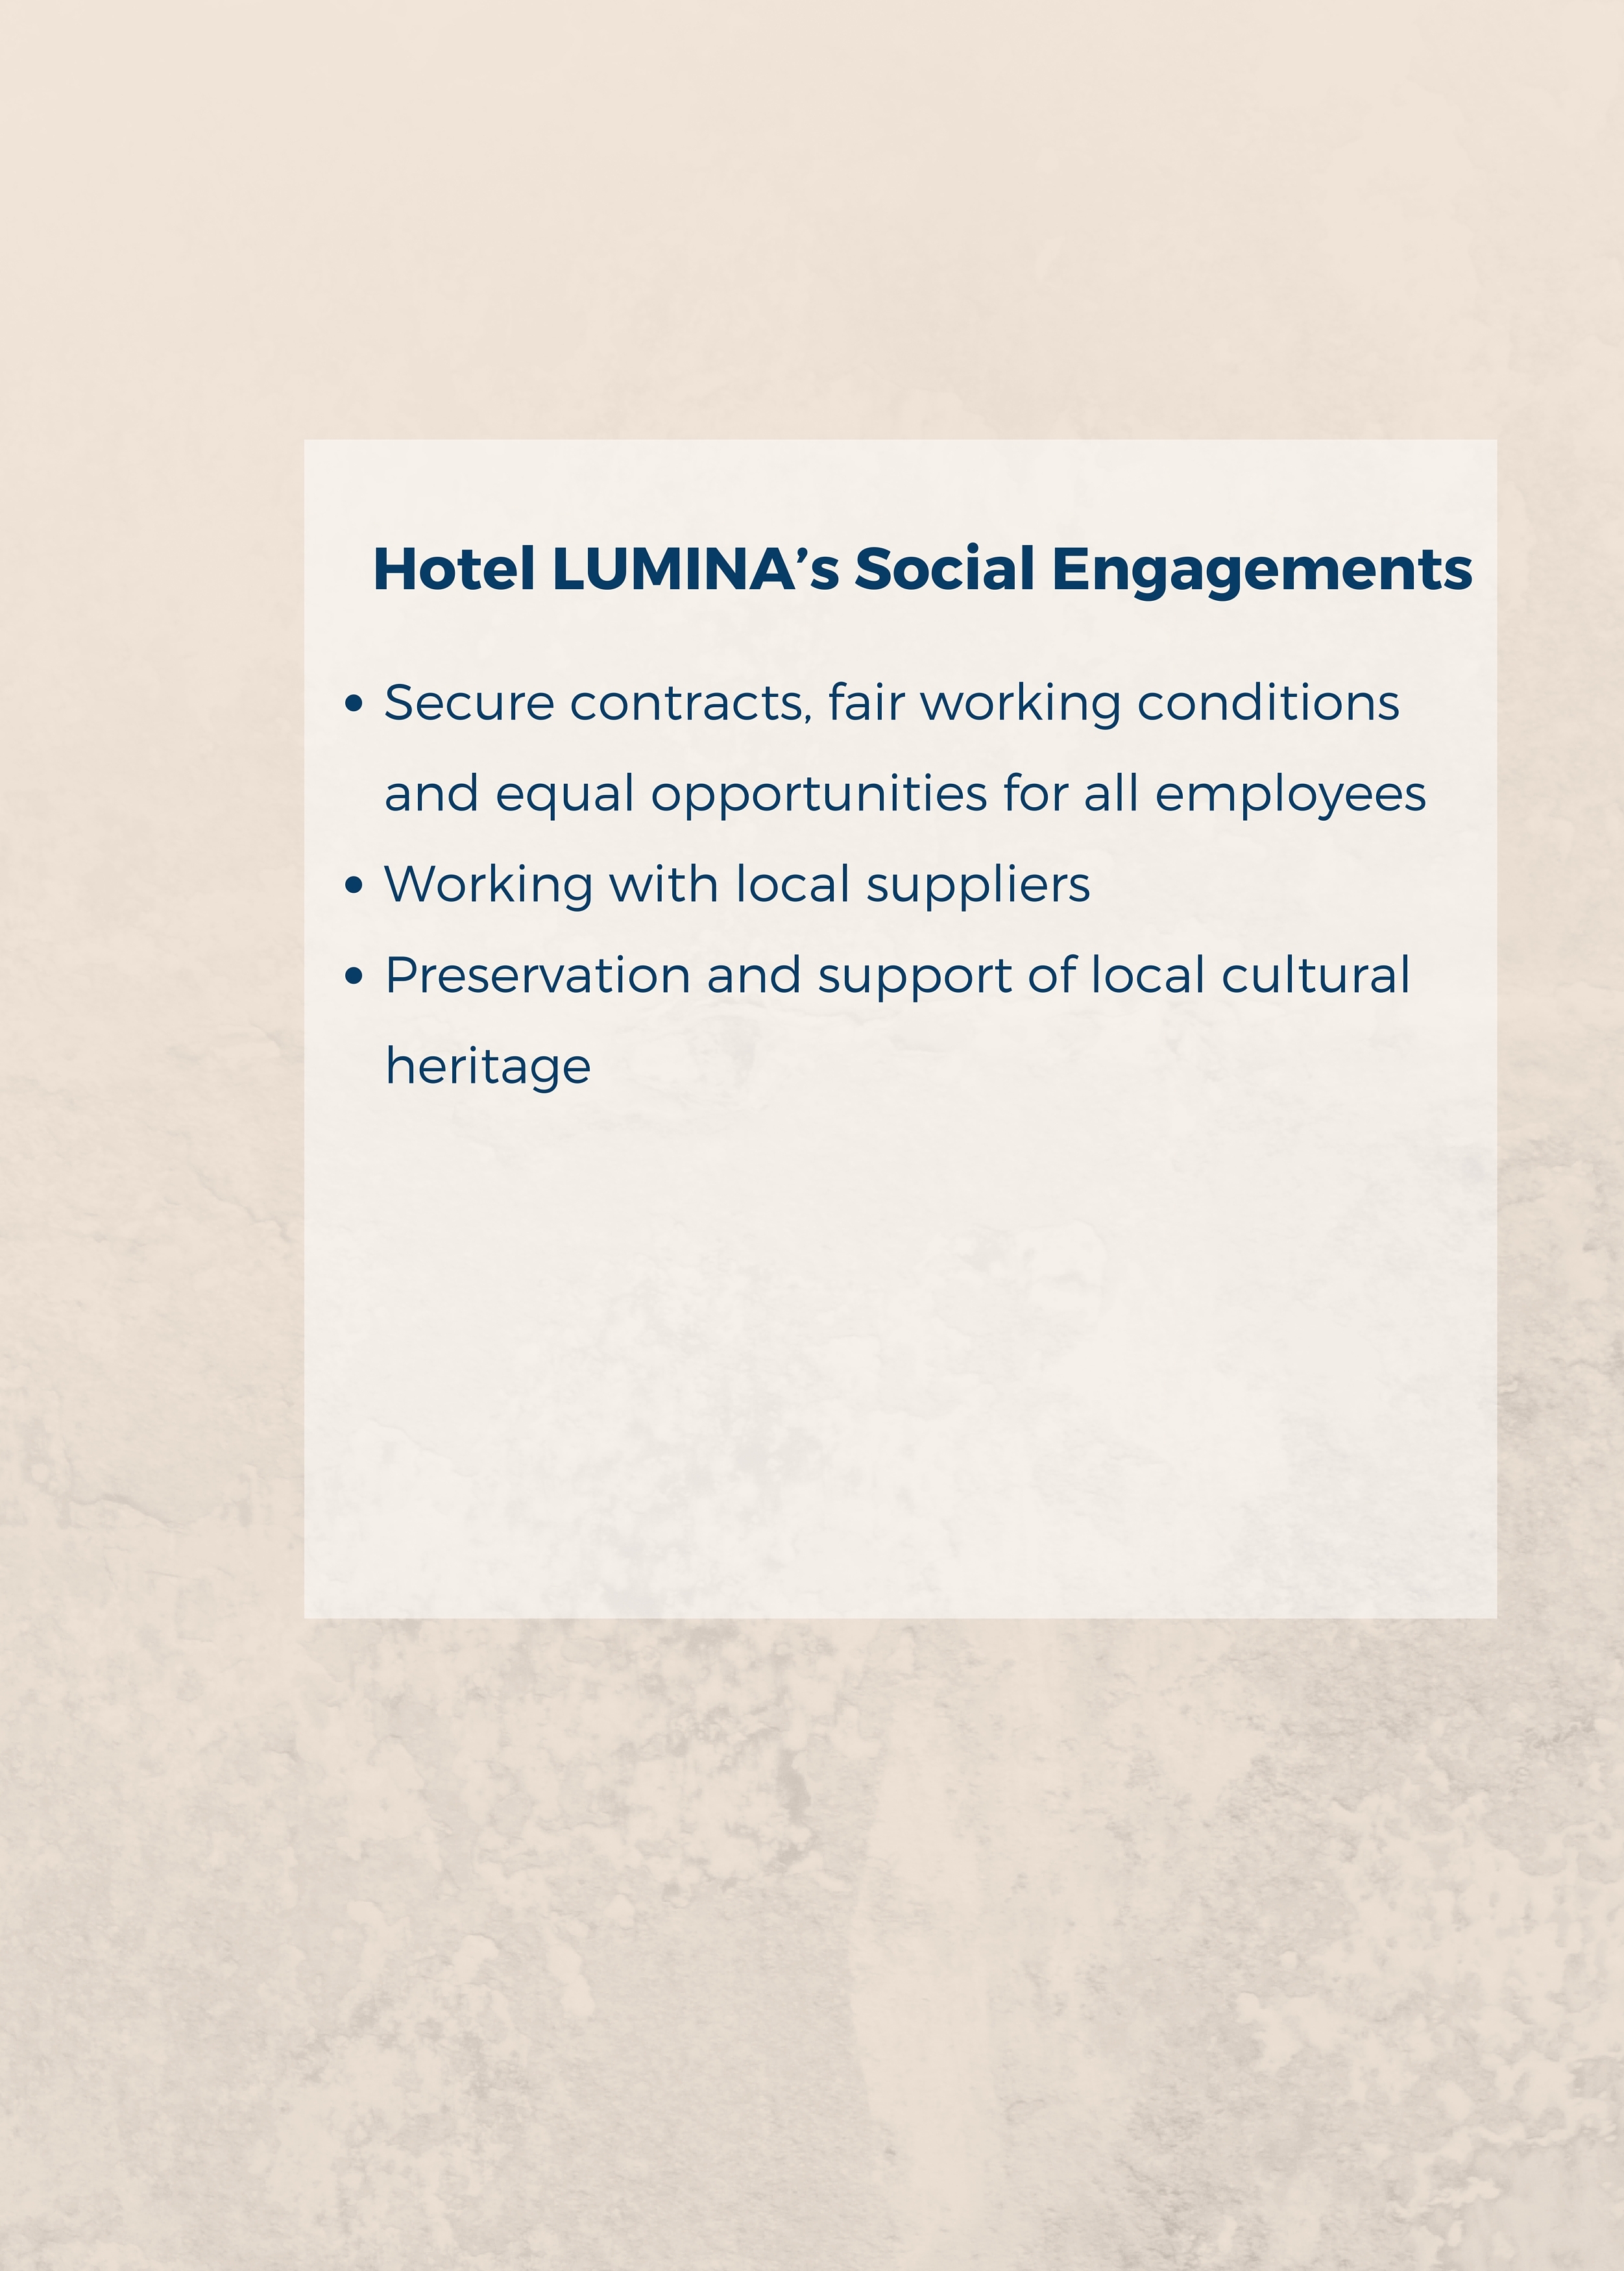 Hotel LUMINA’s Social Engagements
• Secure contracts, fair working conditions
and equal opportunities for all employees
• Working with local suppliers
• Preservation and support of local cultural
heritage